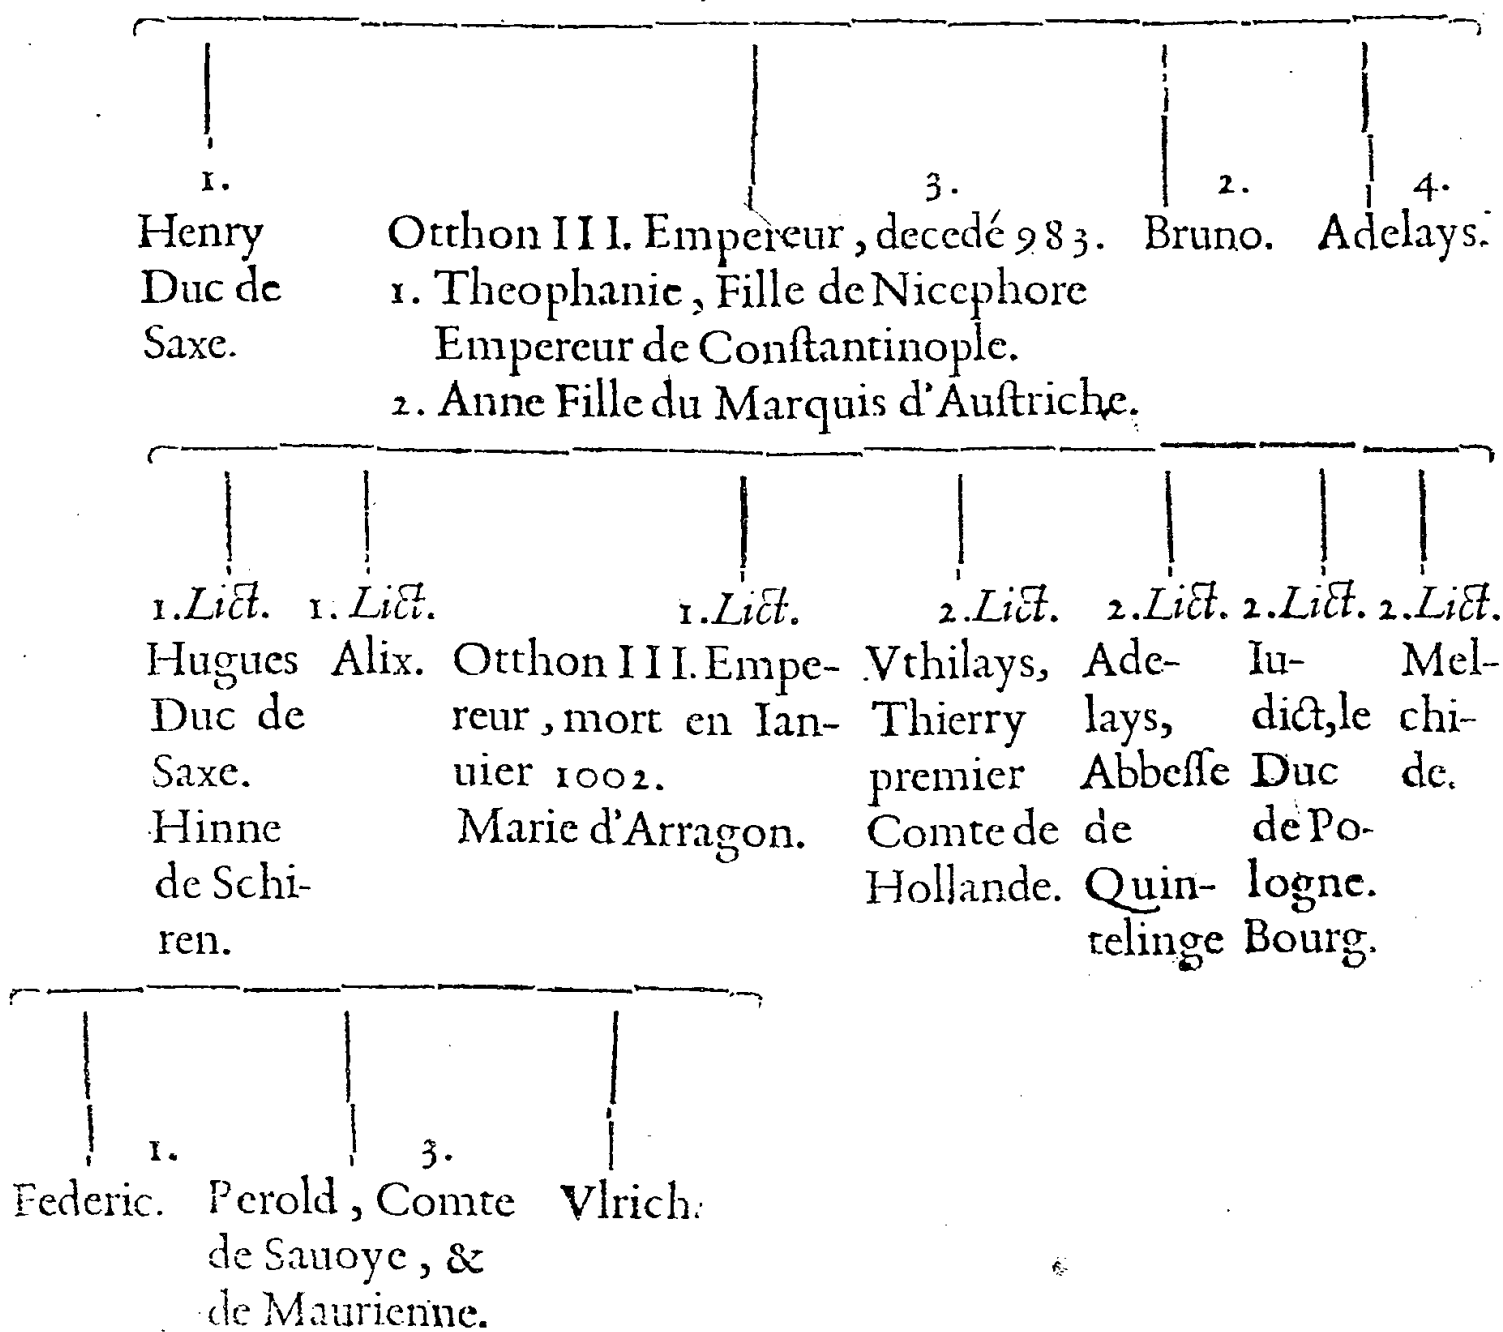 1. 3. 2. 4.
Henry Otthon III. Empereur, decedé 983. Bruno. Adelays.
Duc de 1. Theophanie, Fille de Nicephore
Saxe. Empereur de Conſtantinople.
2. Anne Fille du Marquis d'Auſtriche.
1. Lict. 1. Lict. 1. Lict. 2. Lict. 2. Lict. 2. Lict. 2. Lict.
Hugues
Duc de
Saxe.
Hinne
de Schi-
ren.
Alix.
Otthon III. Empe-
reur, mort en Ian-
uier 1002.
Marie d'Arragon.
Vthilays,
Thierry
premier
Comte de
Hollande.
Ade-
lays,
Abbeſſe
de
Quin-
telinge
Iu-
dict, le
Duc
de Po-
logne.
Bourg.
Mel-
chi-
de.
1. 3.
Federic. Perold, Comte Vlrich.
de Sauoye, &
de Maurienne.